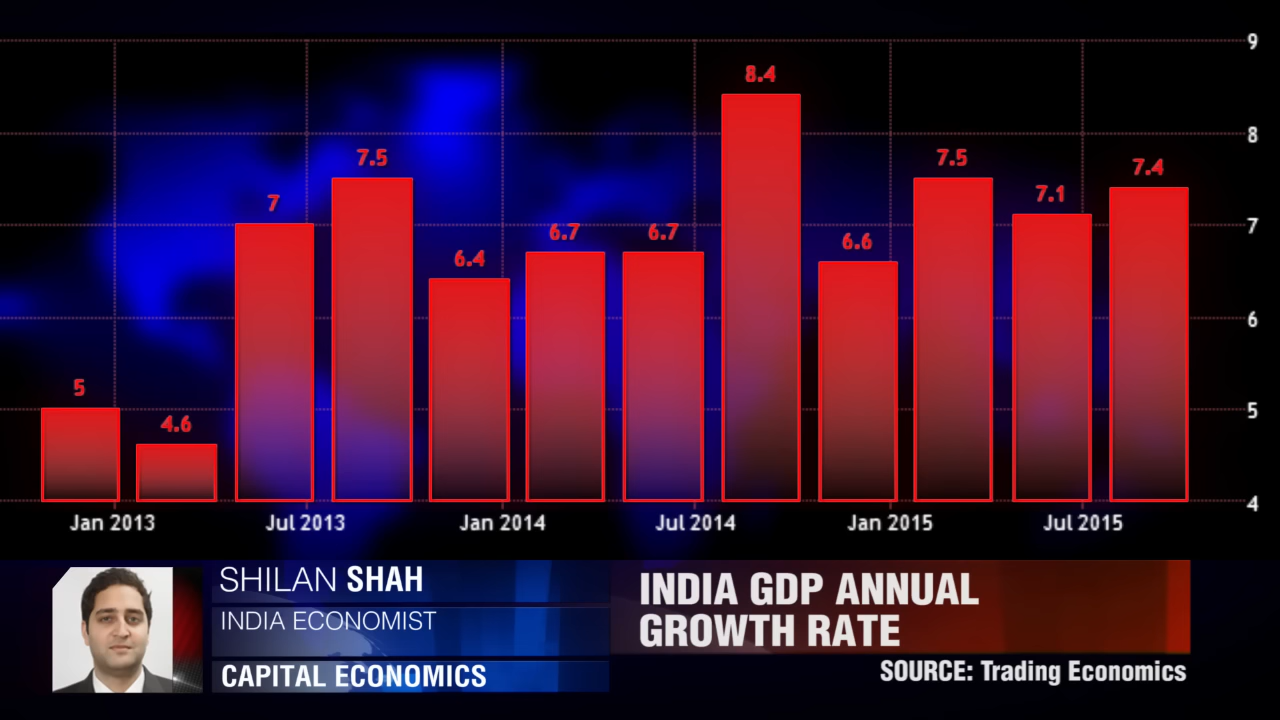 9
8.4
8
7.5
7.5
7.4
7.1
7
7
6.7
6.7
6.6
6.4
6
5
5
4.6
4
Jan 2013
Jul 2013
Jan 2014
Jul 2014
Jan 2015
Jul 2015
SHILAN SHAH
INDIA ECONOMIST
CAPITAL ECONOMICS
INDIA GDP ANNUAL
GROWTH RATE
SOURCE: Trading Economics